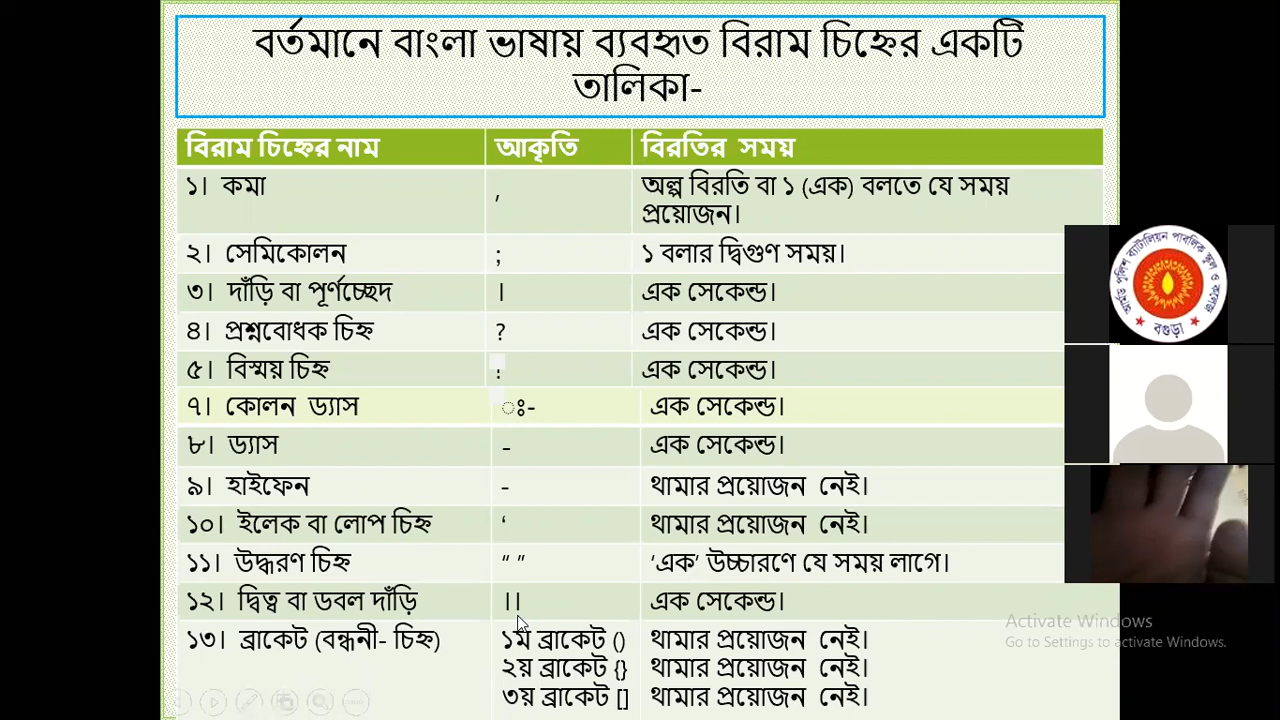 বর্তমানে বাংলা ভাষায় ব্যবহৃত বিরাম চিহ্নের একটি
তালিকা-
বিরাম চিহ্নের নাম আকৃতি বিরতির সময়
১। কমা , অল্প বিরতি বা ১ (এক) বলতে যে সময়
প্রয়োজন।
২। সেমিকোলন ; ১ বলার দ্বিগুণ সময়।
৩। দাঁড়ি বা পূর্ণচ্ছেদ । এক সেকেন্ড।
৪। প্রশ্নবোধক চিহ্ন ? এক সেকেন্ড।
৫। বিস্ময় চিহ্ন ! এক সেকেন্ড।
৭। কোলন ড্যাস ঃ- এক সেকেন্ড।
৮। ড্যাস - এক সেকেন্ড।
৯। হাইফেন - থামার প্রয়োজন নেই।
১০। ইলেক বা লোপ চিহ্ন ‘ থামার প্রয়োজন নেই।
১১। উদ্ধরণ চিহ্ন “ ” ‘এক’ উচ্চারণে যে সময় লাগে।
১২। দ্বিত্ব বা ডবল দাঁড়ি ।। এক সেকেন্ড।
১৩। ব্রাকেট (বন্ধনী- চিহ্ন) ১ম ব্রাকেট () থামার প্রয়োজন নেই।
২য় ব্রাকেট {} থামার প্রয়োজন নেই।
৩য় ব্রাকেট [] থামার প্রয়োজন নেই।
আর্মড পুলিশ ব্যাটালিয়ন পাবলিক স্কুল ও কলেজ
বগুড়া
Activate Windows
Go to Settings to activate Windows.